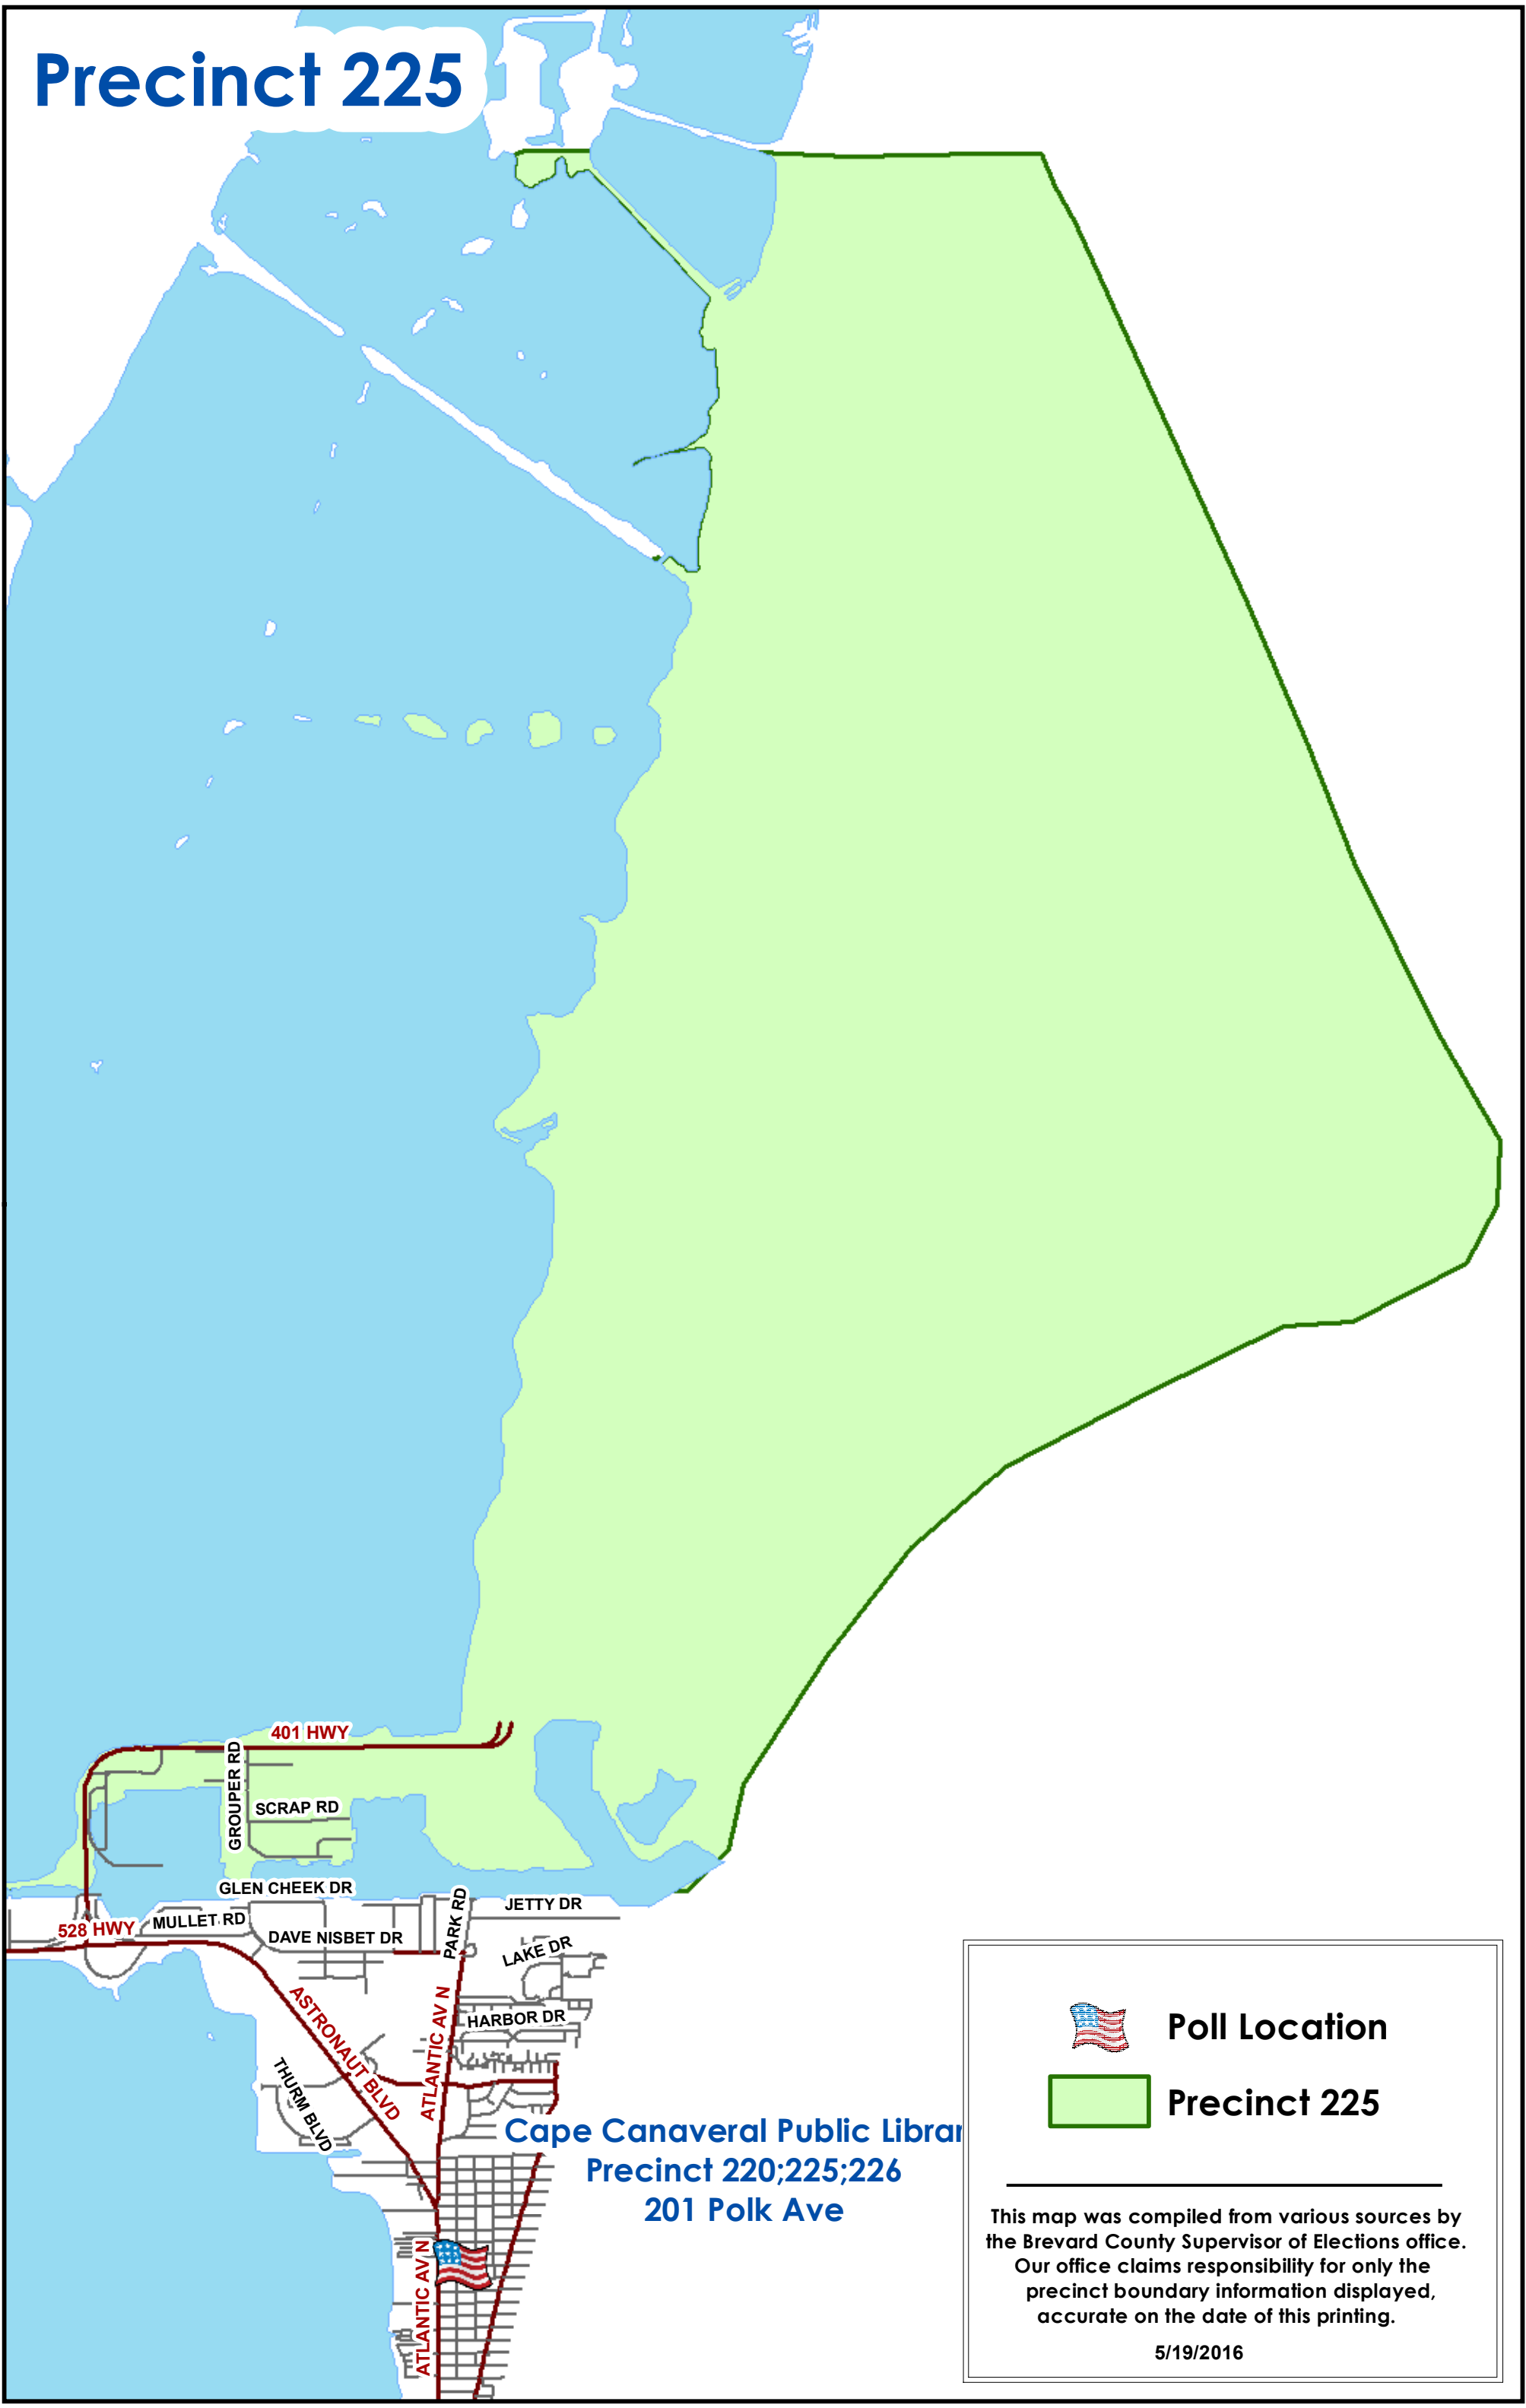 Precinct 225
401 HWY
GROUPER RD
SCRAP RD
GLEN CHEEK DR
528 HWY
MULLET RD
DAVE NISBET DR
PARK RD
JETTY DR
LAKE DR
HARBOR DR
ASTRONAUT BLVD
ATLANTIC AV N
THURM BLVD
Cape Canaveral Public Librar
Precinct 220;225;226
201 Polk Ave
ATLANTIC AV N
Poll Location
Precinct 225
This map was compiled from various sources by
the Brevard County Supervisor of Elections office.
Our office claims responsibility for only the
precinct boundary information displayed,
accurate on the date of this printing.
5/19/2016